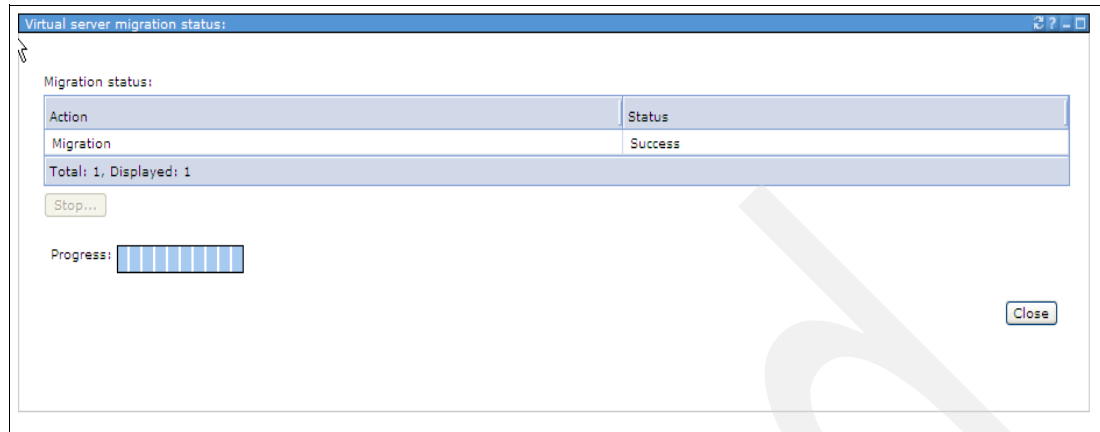 Virtual server migration status:
?
Migration status:
Action Status
Migration Success
Total: 1, Displayed: 1
Stop...
Progress:
Close